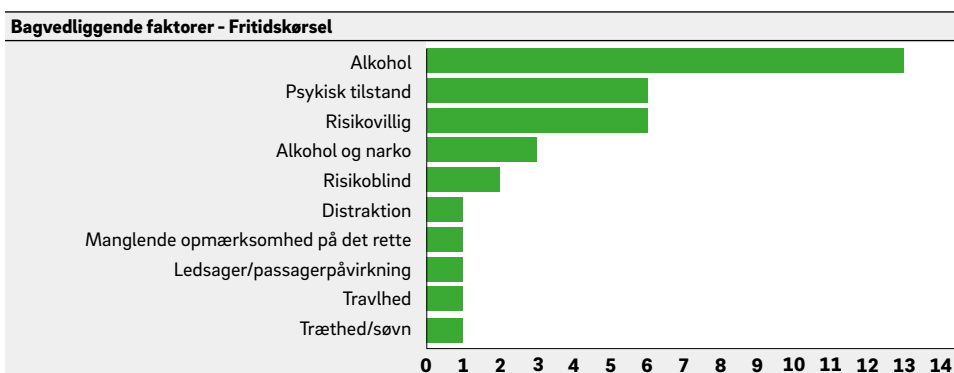 Bagvedliggende faktorer - Fritidskørsel
Alkohol
Psykisk tilstand
Risikovillig
Alkohol og narko
Risikoblind
Distraktion
Manglende opmærksomhed på det rette
Ledsager/passagerpåvirkning
Travlhed
Træthed/søvn
0 1 2 3 4 5 6 7 8 9 10 11 12 13 14